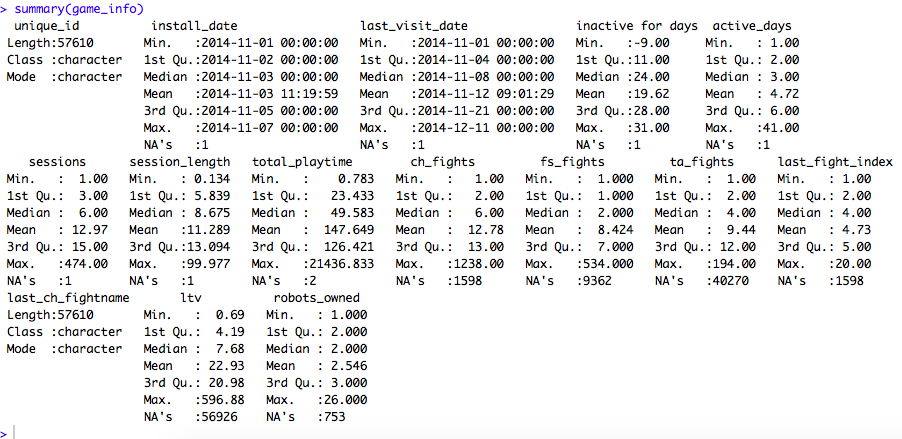 > summary(game_info)
  unique_id          install_date                 last_visit_date              inactive for days  active_days
 Length:57610       Min.   :2014-11-01 00:00:00   Min.   :2014-11-01 00:00:00   Min.   :-9.00     Min.   : 1.00
 Class :character   1st Qu.:2014-11-02 00:00:00   1st Qu.:2014-11-04 00:00:00   1st Qu.:11.00     1st Qu.: 2.00
 Mode  :character   Median :2014-11-03 00:00:00   Median :2014-11-08 00:00:00   Median :24.00     Median : 3.00
                    Mean   :2014-11-03 11:19:59   Mean   :2014-11-12 09:01:29   Mean   :19.62     Mean   : 4.72
                    3rd Qu.:2014-11-05 00:00:00   3rd Qu.:2014-11-21 00:00:00   3rd Qu.:28.00     3rd Qu.: 6.00
                    Max.   :2014-11-07 00:00:00   Max.   :2014-12-11 00:00:00   Max.   :31.00     Max.   :41.00
                    NA's   :1                     NA's   :1                     NA's   :1         NA's   :1
    sessions      session_length   total_playtime       ch_fights         fs_fights         ta_fights      last_fight_index
 Min.   :  1.00   Min.   : 0.134   Min.   :    0.783   Min.   :   1.00   Min.   :  1.000   Min.   :  1.00   Min.   : 1.00
 1st Qu.:  3.00   1st Qu.: 5.839   1st Qu.:   23.433   1st Qu.:   2.00   1st Qu.:  1.000   1st Qu.:  2.00   1st Qu.: 2.00
 Median :  6.00   Median : 8.675   Median :   49.583   Median :   6.00   Median :  2.000   Median :  4.00   Median : 4.00
 Mean   : 12.97   Mean   :11.289   Mean   :  147.649   Mean   :  12.78   Mean   :  8.424   Mean   :  9.44   Mean   : 4.73
 3rd Qu.: 15.00   3rd Qu.:13.094   3rd Qu.:  126.421   3rd Qu.:  13.00   3rd Qu.:  7.000   3rd Qu.: 12.00   3rd Qu.: 5.00
 Max.   :474.00   Max.   :99.977   Max.   :21436.833   Max.   :1238.00   Max.   :534.000   Max.   :194.00   Max.   :20.00
 NA's   :1        NA's   :1        NA's   :2           NA's   :1598      NA's   :9362      NA's   :40270    NA's   :1598
 last_ch_fightname       ltv          robots_owned
 Length:57610       Min.   :  0.69   Min.   : 1.000
 Class :character   1st Qu.:  4.19   1st Qu.: 2.000
 Mode  :character   Median :  7.68   Median : 2.000
                    Mean   : 22.93   Mean   : 2.546
                    3rd Qu.: 20.98   3rd Qu.: 3.000
                    Max.   :596.88   Max.   :26.000
                    NA's   :56926    NA's   :753
>